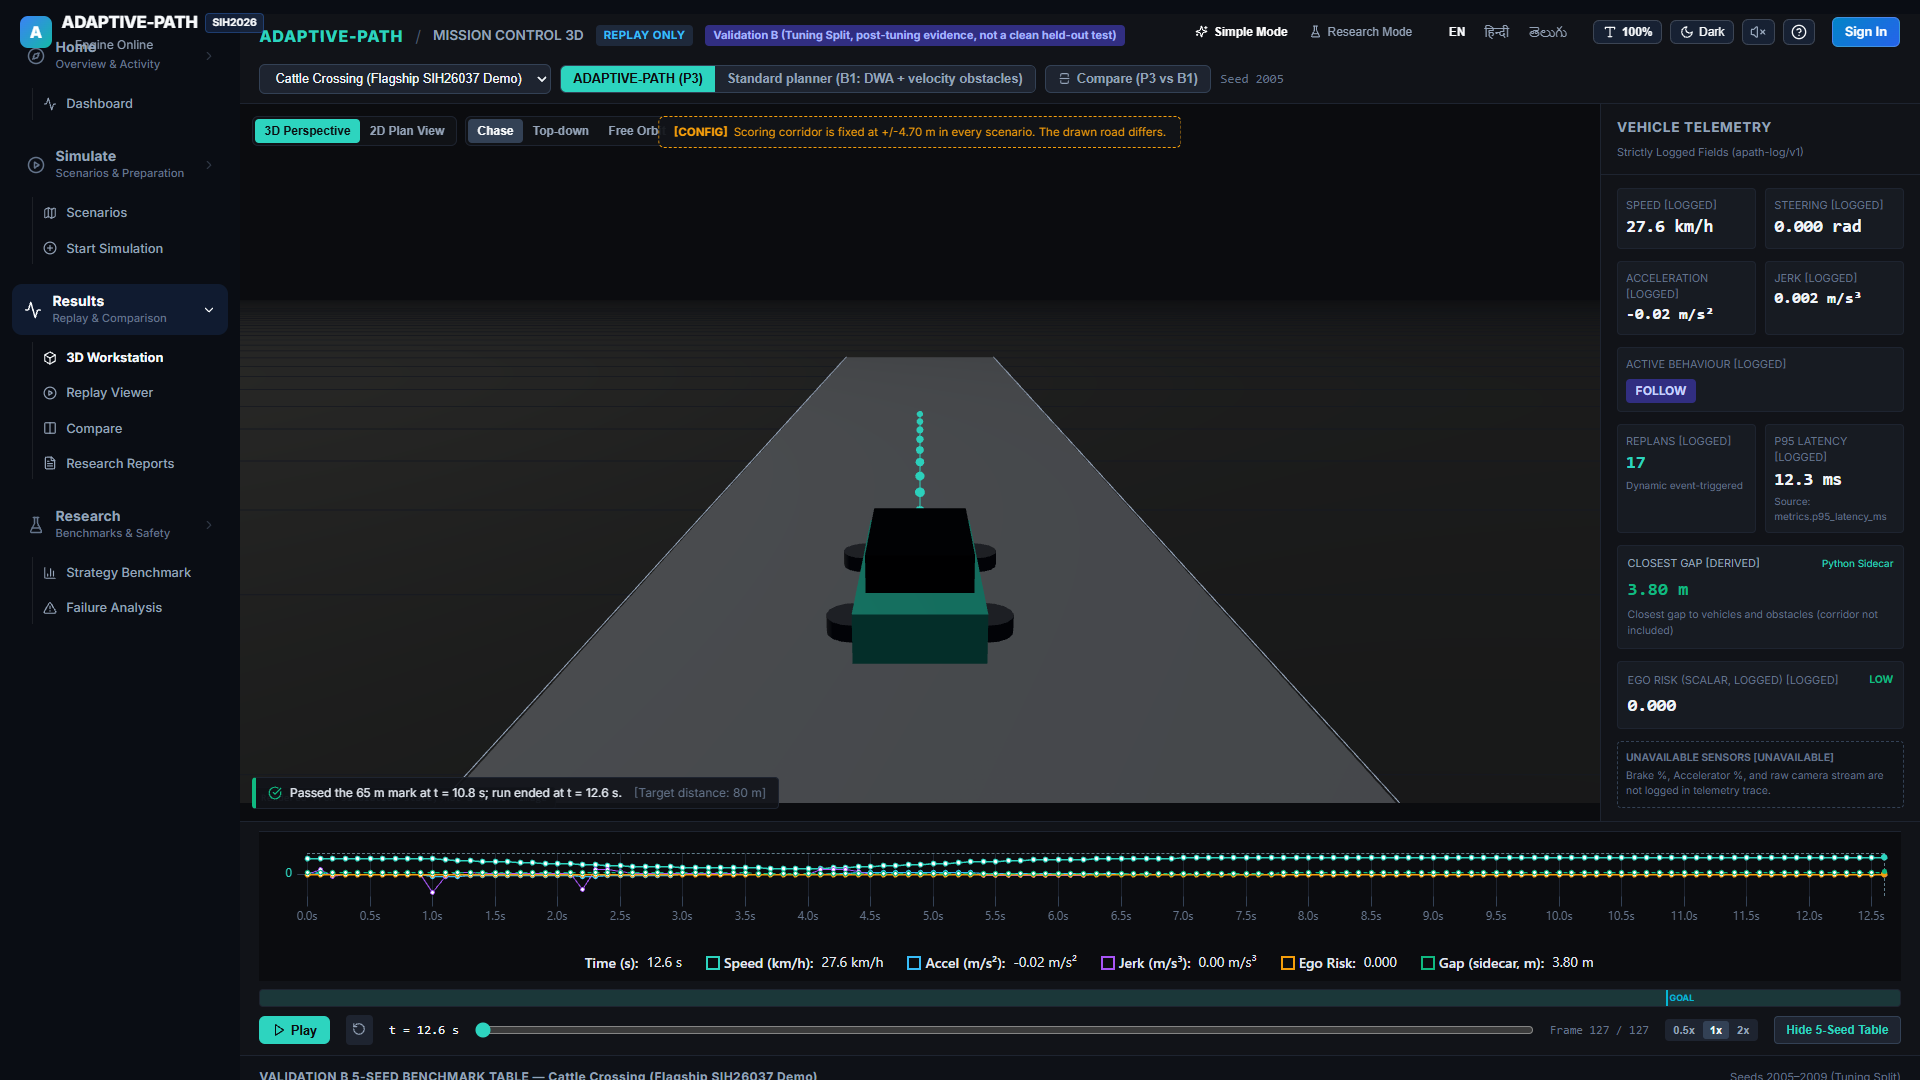 A
ADAPTIVE-PATH
SIH2026
Engine Online
Home
Overview & Activity
Dashboard
Simulate
Scenarios & Preparation
Scenarios
Start Simulation
Results
Replay & Comparison
3D Workstation
Replay Viewer
Compare
Research Reports
Research
Benchmarks & Safety
Strategy Benchmark
Failure Analysis
ADAPTIVE-PATH / MISSION CONTROL 3D REPLAY ONLY Validation B (Tuning Split, post-tuning evidence, not a clean held-out test)
Simple Mode Research Mode EN हिन्दी తెలుగు T 100% Dark Sign In
Cattle Crossing (Flagship SIH26037 Demo) ADAPTIVE-PATH (P3) Standard planner (B1: DWA + velocity obstacles) Compare (P3 vs B1) Seed 2005
3D Perspective 2D Plan View Chase Top-down Free Orb
[CONFIG] Scoring corridor is fixed at +/-4.70 m in every scenario. The drawn road differs.
Passed the 65 m mark at t = 10.8 s; run ended at t = 12.6 s. [Target distance: 80 m]
VEHICLE TELEMETRY
Strictly Logged Fields (apath-log/v1)
SPEED [LOGGED]
27.6 km/h
STEERING [LOGGED]
0.000 rad
ACCELERATION
[LOGGED]
-0.02 m/s²
JERK [LOGGED]
0.002 m/s³
ACTIVE BEHAVIOUR [LOGGED]
FOLLOW
REPLANS [LOGGED]
17
Dynamic event-triggered
P95 LATENCY
[LOGGED]
12.3 ms
Source:
metrics.p95_latency_ms
CLOSEST GAP [DERIVED] Python Sidecar
3.80 m
Closest gap to vehicles and obstacles (corridor not
included)
EGO RISK (SCALAR, LOGGED) [LOGGED] LOW
0.000
UNAVAILABLE SENSORS [UNAVAILABLE]
Brake %, Accelerator %, and raw camera stream are
not logged in telemetry trace.
0
0.0s 0.5s 1.0s 1.5s 2.0s 2.5s 3.0s 3.5s 4.0s 4.5s 5.0s 5.5s 6.0s 6.5s 7.0s 7.5s 8.0s 8.5s 9.0s 9.5s 10.0s 10.5s 11.0s 11.5s 12.0s 12.5s
Time (s): 12.6 s Speed (km/h): 27.6 km/h Accel (m/s²): -0.02 m/s² Jerk (m/s³): 0.00 m/s³ Ego Risk: 0.000 Gap (sidecar, m): 3.80 m
GOAL
Play t = 12.6 s Frame 127 / 127 0.5x 1x 2x Hide 5-Seed Table
VALIDATION B 5-SEED BENCHMARK TABLE — Cattle Crossing (Flagship SIH26037 Demo) Seeds 2005–2009 (Tuning Split)